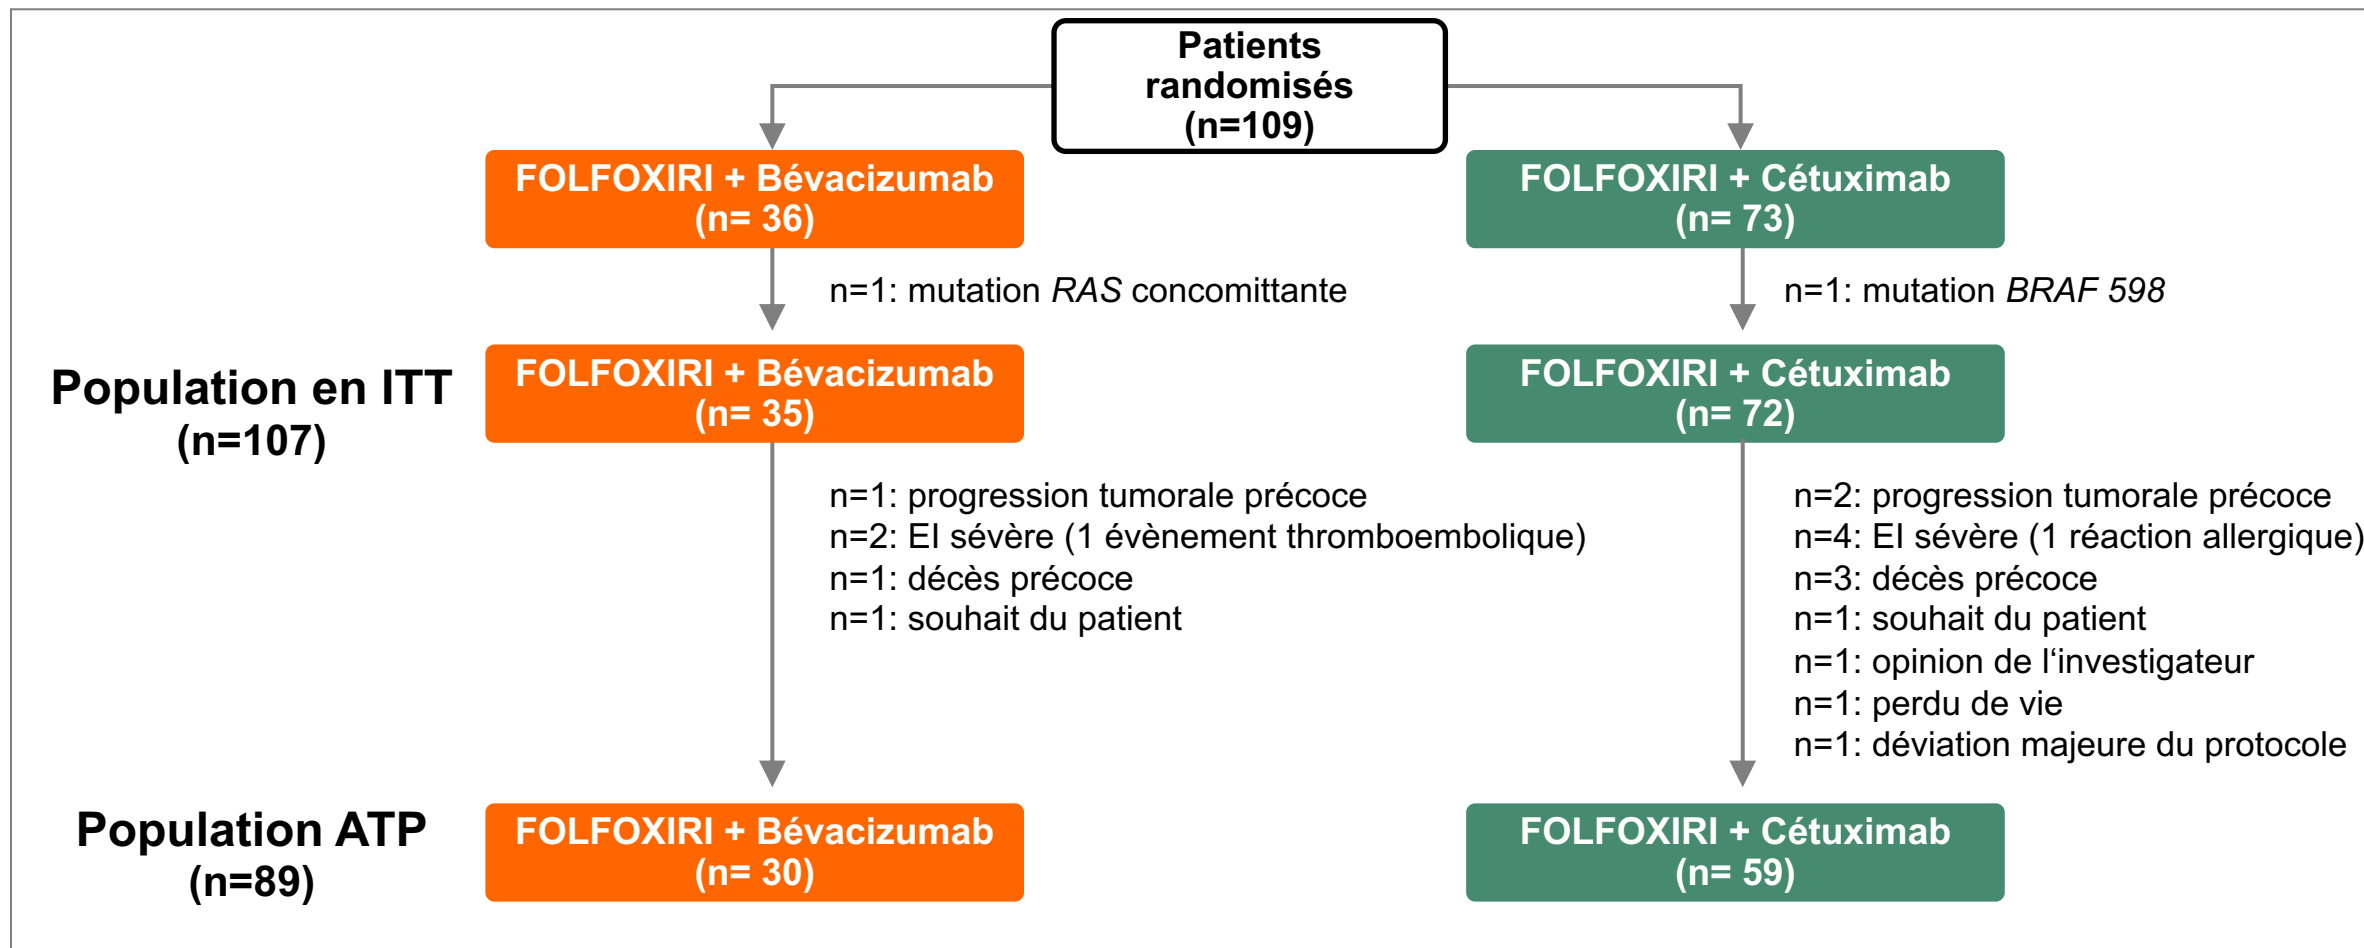 Patients
randomisés
(n=109)
FOLFOXIRI + Bévacizumab
(n= 36)
FOLFOXIRI + Cétuximab
(n= 73)
n=1: mutation RAS concomittante
n=1: mutation BRAF 598
Population en ITT
(n=107)
FOLFOXIRI + Bévacizumab
(n= 35)
FOLFOXIRI + Cétuximab
(n= 72)
n=1: progression tumorale précoce
n=2: EI sévère (1 évènement thromboembolique)
n=1: décès précoce
n=1: souhait du patient
n=2: progression tumorale précoce
n=4: EI sévère (1 réaction allergique)
n=3: décès précoce
n=1: souhait du patient
n=1: opinion de l‘investigateur
n=1: perdu de vie
n=1: déviation majeure du protocole
Population ATP
(n=89)
FOLFOXIRI + Bévacizumab
(n= 30)
FOLFOXIRI + Cétuximab
(n= 59)